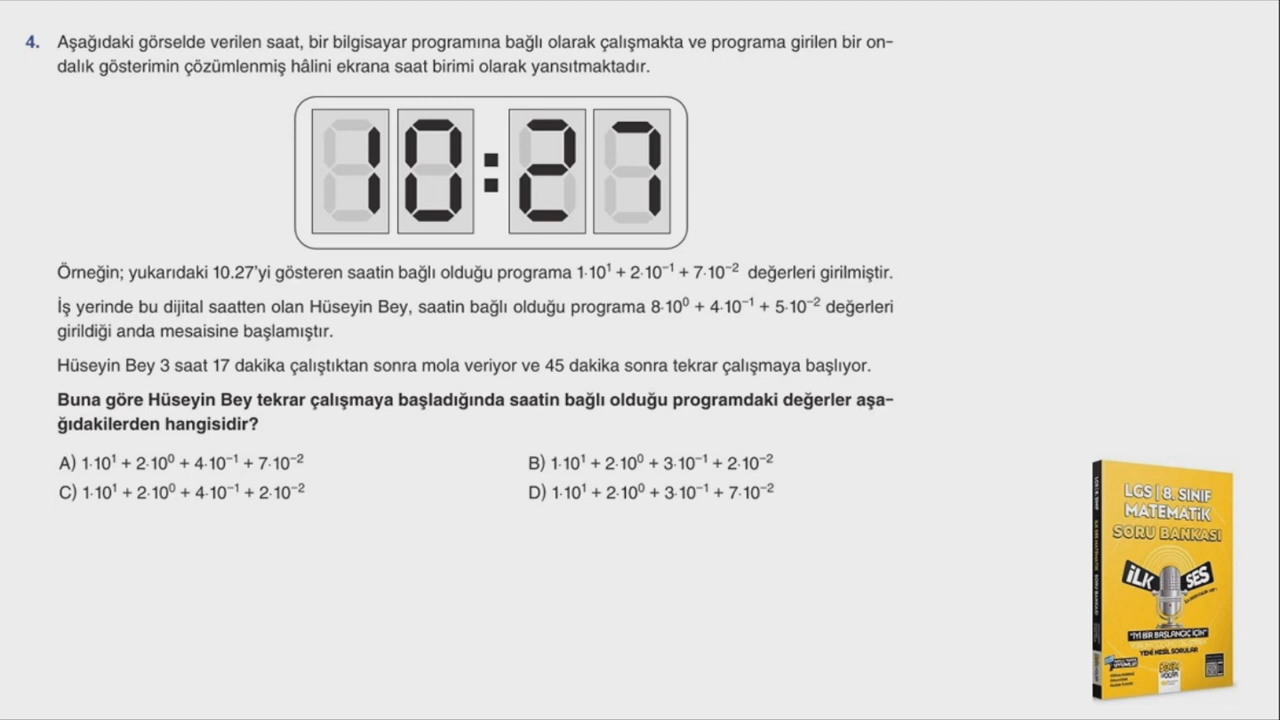 4. Aşağıdaki görselde verilen saat, bir bilgisayar programına bağlı olarak çalışmakta ve programa girilen bir on-
dalık gösterimin çözümlenmiş hâlini ekrana saat birimi olarak yansıtmaktadır.
10:27
Örneğin; yukarıdaki 10.27'yi gösteren saatin bağlı olduğu programa 1·10¹ + 2·10⁻¹ + 7·10⁻² değerleri girilmiştir.
İş yerinde bu dijital saatten olan Hüseyin Bey, saatin bağlı olduğu programa 8·10⁰ + 4·10⁻¹ + 5·10⁻² değerleri
girildiği anda mesaisine başlamıştır.
Hüseyin Bey 3 saat 17 dakika çalıştıktan sonra mola veriyor ve 45 dakika sonra tekrar çalışmaya başlıyor.
Buna göre Hüseyin Bey tekrar çalışmaya başladığında saatin bağlı olduğu programdaki değerler aşa-
ğıdakilerden hangisidir?
A) 1·10¹ + 2·10⁰ + 4·10⁻¹ + 7·10⁻² B) 1·10¹ + 2·10⁰ + 3·10⁻¹ + 2·10⁻²
C) 1·10¹ + 2·10⁰ + 4·10⁻¹ + 2·10⁻² D) 1·10¹ + 2·10⁰ + 3·10⁻¹ + 7·10⁻²
LGS | 8. SINIF
MATEMATİK
SORU BANKASI
İLK SES
"İYİ BİR BAŞLANGIÇ İÇİN"
YENİ NESİL SORULAR